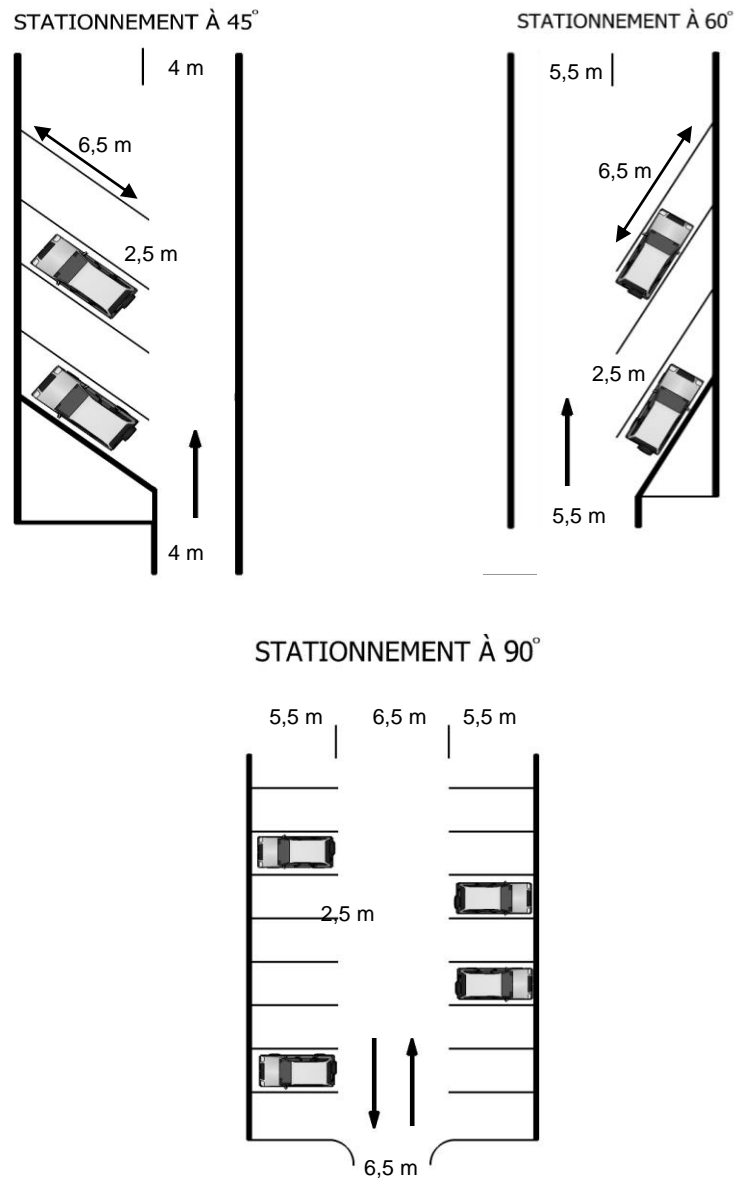 STATIONNEMENT À 45°
4 m
6,5 m
2,5 m
4 m
STATIONNEMENT À 60°
5,5 m
6,5 m
2,5 m
5,5 m
STATIONNEMENT À 90°
5,5 m 6,5 m 5,5 m
2,5 m
6,5 m